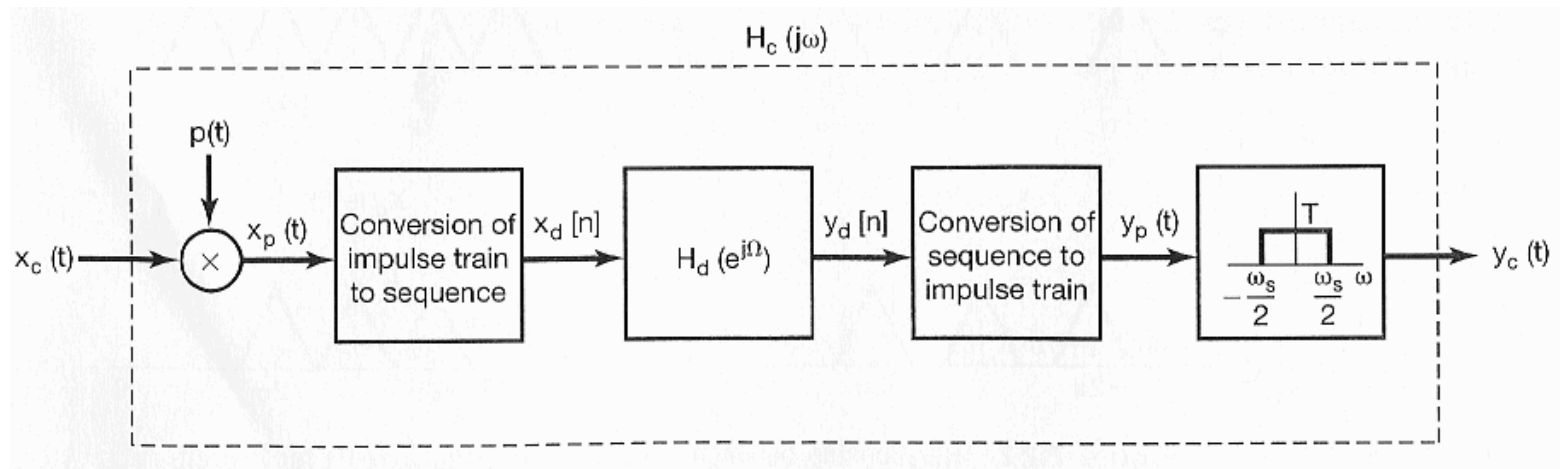 H_c (jω)
p(t)
x_c (t)
×
x_p (t)
Conversion of
impulse train
to sequence
x_d [n]
H_d (e^{jΩ})
y_d [n]
Conversion of
sequence to
impulse train
y_p (t)
T
-ω_s/2
ω_s/2
ω
y_c (t)